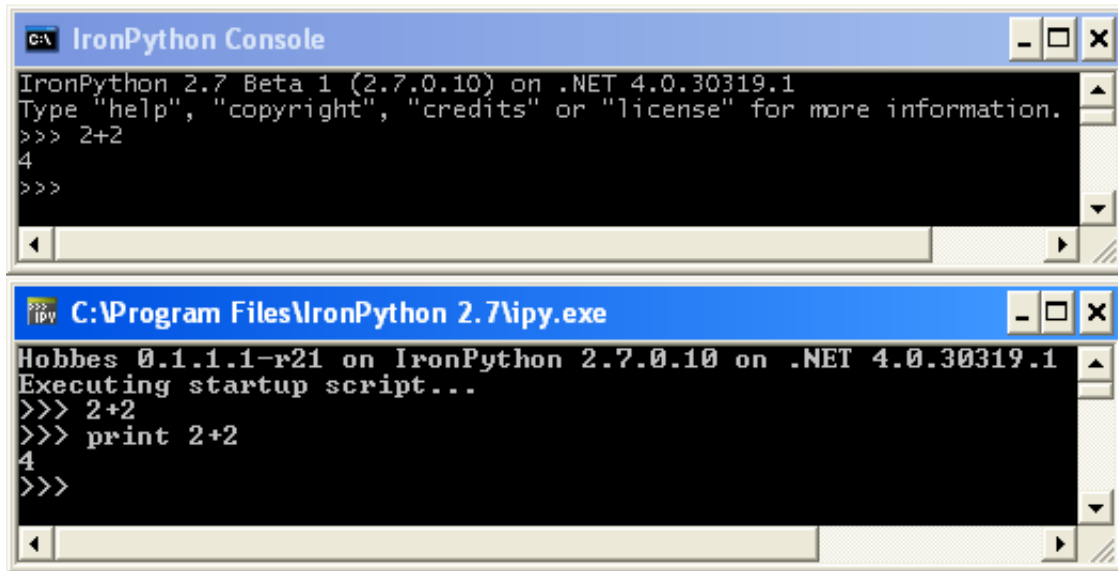 IronPython Console
IronPython 2.7 Beta 1 (2.7.0.10) on .NET 4.0.30319.1
Type "help", "copyright", "credits" or "license" for more information.
>>> 2+2
4
>>>
C:\Program Files\IronPython 2.7\ipy.exe
Hobbes 0.1.1.1-r21 on IronPython 2.7.0.10 on .NET 4.0.30319.1
Executing startup script...
>>> 2+2
>>> print 2+2
4
>>>